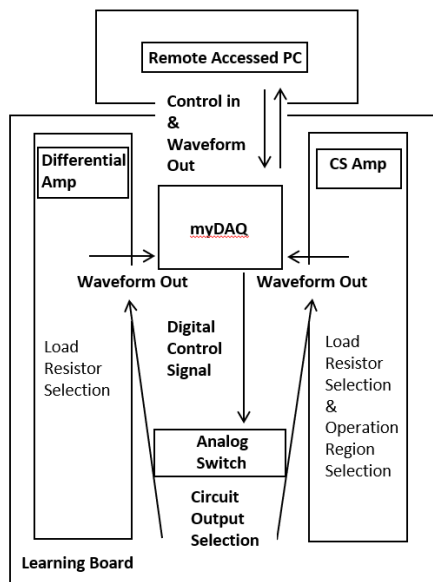 Remote Accessed PC
Control in
&
Waveform
Out
Differential
Amp
CS Amp
myDAQ
Waveform Out
Waveform Out
Digital
Control
Signal
Load
Resistor
Selection
Load
Resistor
Selection
&
Operation
Region
Selection
Analog
Switch
Circuit
Output
Selection
Learning Board